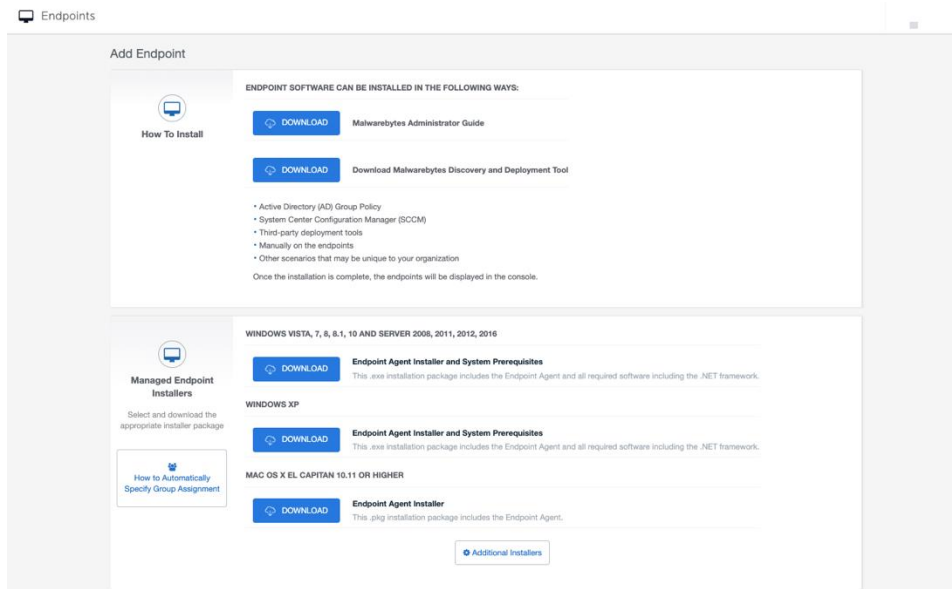 Endpoints
Add Endpoint
How To Install
ENDPOINT SOFTWARE CAN BE INSTALLED IN THE FOLLOWING WAYS:
DOWNLOAD Malwarebytes Administrator Guide
DOWNLOAD Download Malwarebytes Discovery and Deployment Tool
• Active Directory (AD) Group Policy
• System Center Configuration Manager (SCCM)
• Third-party deployment tools
• Manually on the endpoints
• Other scenarios that may be unique to your organization
Once the installation is complete, the endpoints will be displayed in the console.
Managed Endpoint
Installers
Select and download the
appropriate installer package
How to Automatically
Specify Group Assignment
WINDOWS VISTA, 7, 8, 8.1, 10 AND SERVER 2008, 2011, 2012, 2016
DOWNLOAD Endpoint Agent Installer and System Prerequisites
This .exe installation package includes the Endpoint Agent and all required software including the .NET framework.
WINDOWS XP
DOWNLOAD Endpoint Agent Installer and System Prerequisites
This .exe installation package includes the Endpoint Agent and all required software including the .NET framework.
MAC OS X EL CAPITAN 10.11 OR HIGHER
DOWNLOAD Endpoint Agent Installer
This .pkg installation package includes the Endpoint Agent.
Additional Installers